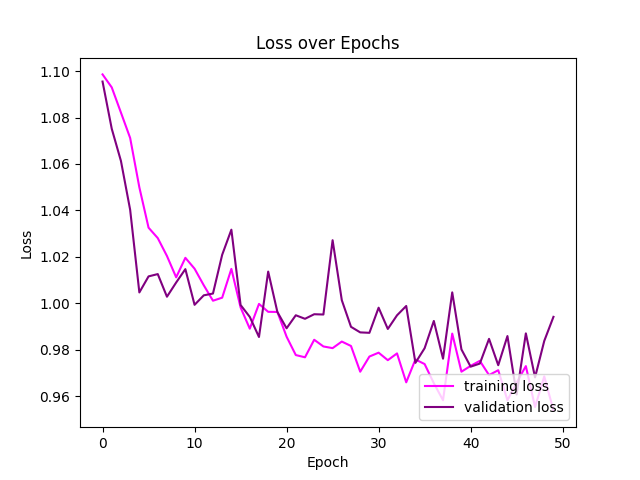 Loss over Epochs
1.10
1.08
1.06
1.04
1.02
1.00
0.98
0.96
Loss
training loss
validation loss
0 10 20 30 40 50
Epoch